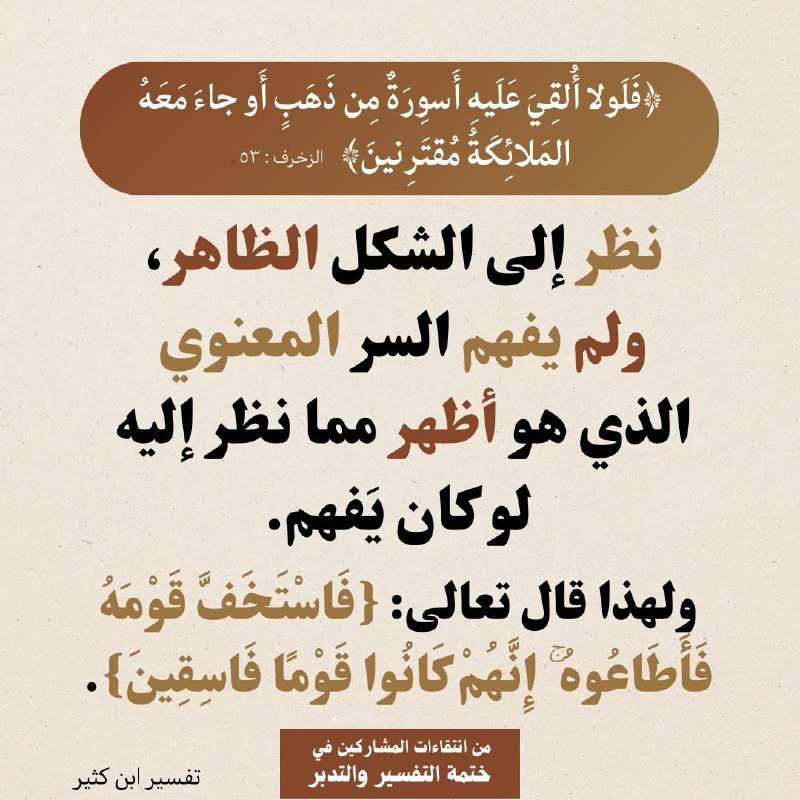 ﴿فَلَولا أُلقِيَ عَلَيهِ أَسوِرَةٌ مِن ذَهَبٍ أَو جاءَ مَعَهُ
المَلائِكَةُ مُقتَرِنينَ﴾ الزخرف : ٥٣
نظر إلى الشكل الظاهر،
ولم يفهم السر المعنوي
الذي هو أظهر مما نظر إليه
لو كان يَفهم.
ولهذا قال تعالى: {فَاسْتَخَفَّ قَوْمَهُ
فَأَطَاعُوهُ ۚ إِنَّهُمْ كَانُوا قَوْمًا فَاسِقِينَ}.
من انتقاءات المشاركين في
ختمة التفسير والتدبر
تفسير ابن كثير